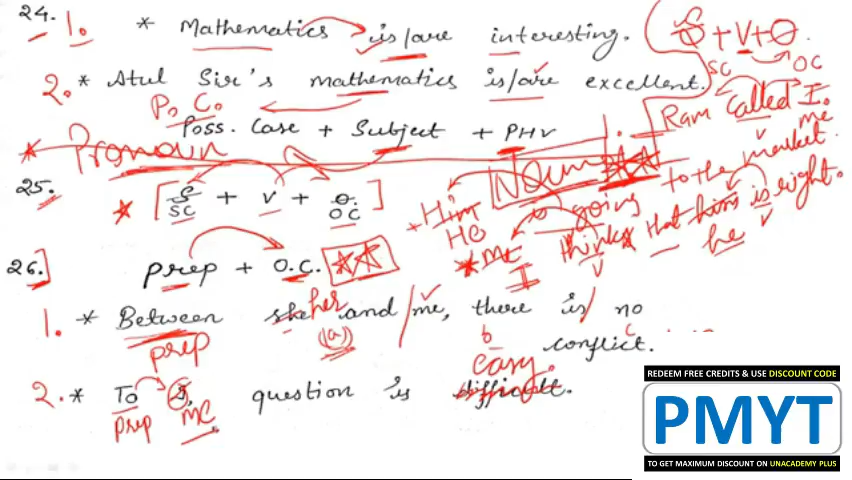 24. 1. * Mathematics is/are interesting. S + V + O
SC OC
2. * Atul Sir's mathematics is/are excellent.
P. C. Ram called I.
me
Poss. Case + Subject + PHV
to the market.
* Pronoun Noun
25. * [S + V + O]
SC OC
+ Him going thinks that him is right.
He he
* Me v v
I
26.] prep + O.C. ☆☆
1. * Between she her and /me, there is/ no
prep (a) b c
conflict.
easy.
2. * To I, question is difficult.
prep me
REDEEM FREE CREDITS & USE DISCOUNT CODE
PMYT
TO GET MAXIMUM DISCOUNT ON UNACADEMY PLUS